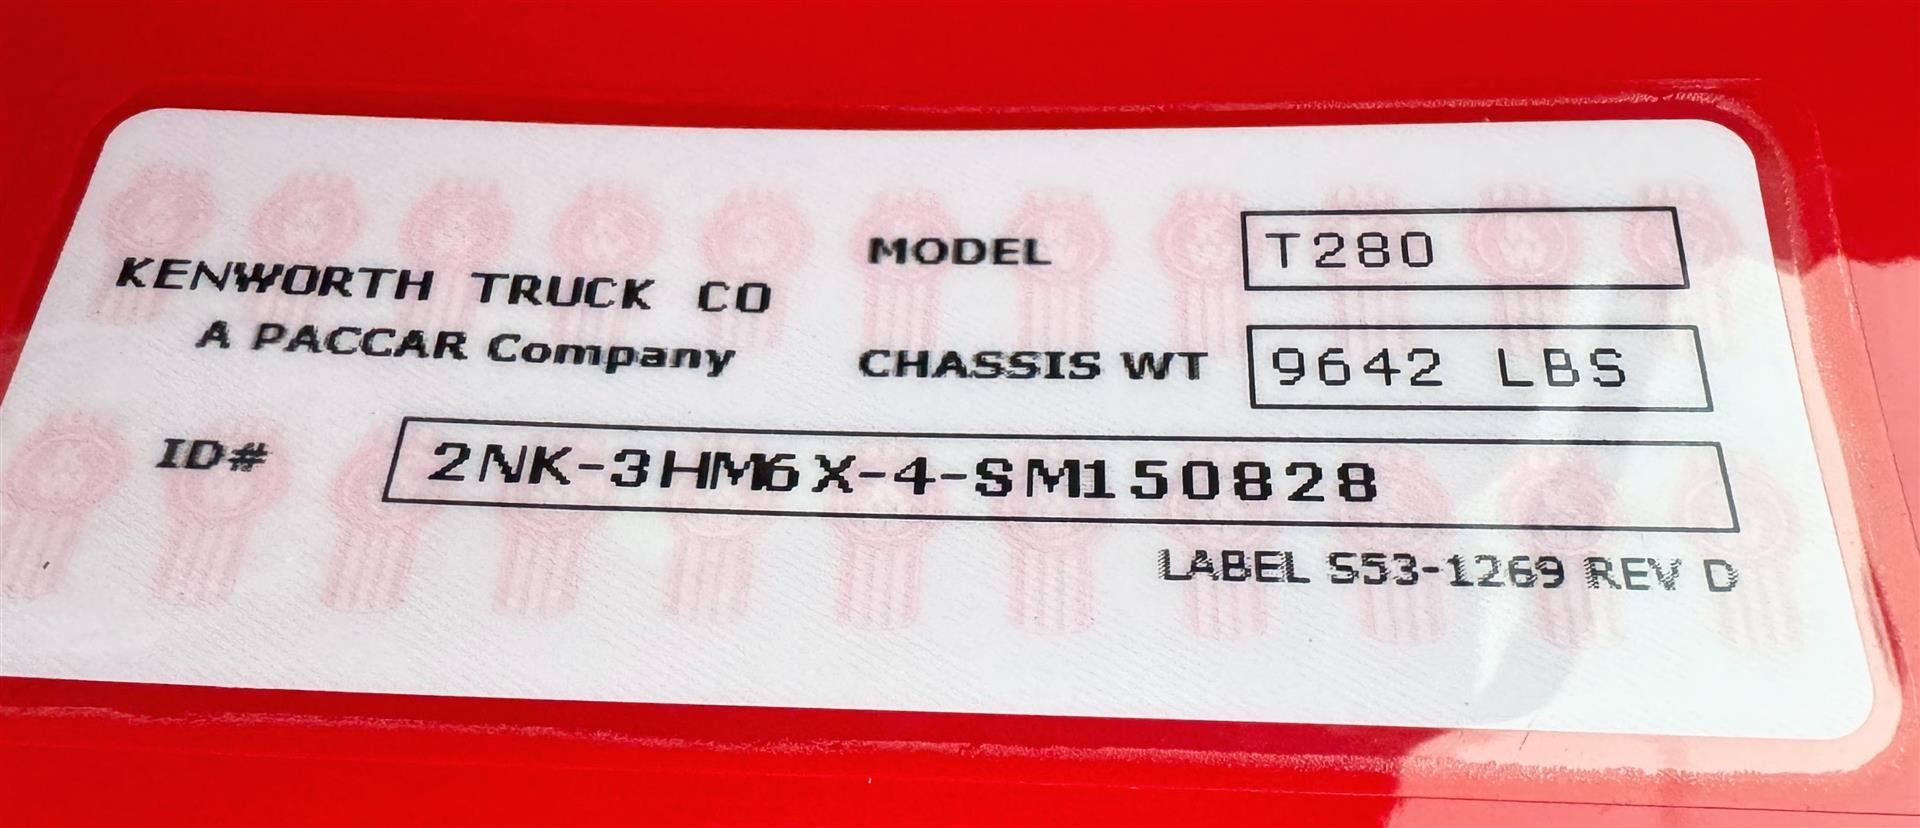 KENWORTH TRUCK CO
A PACCAR Company
MODEL T280
CHASSIS WT 9642 LBS
ID# 2NK-3HM6X-4-SM150828
LABEL S53-1269 REV D